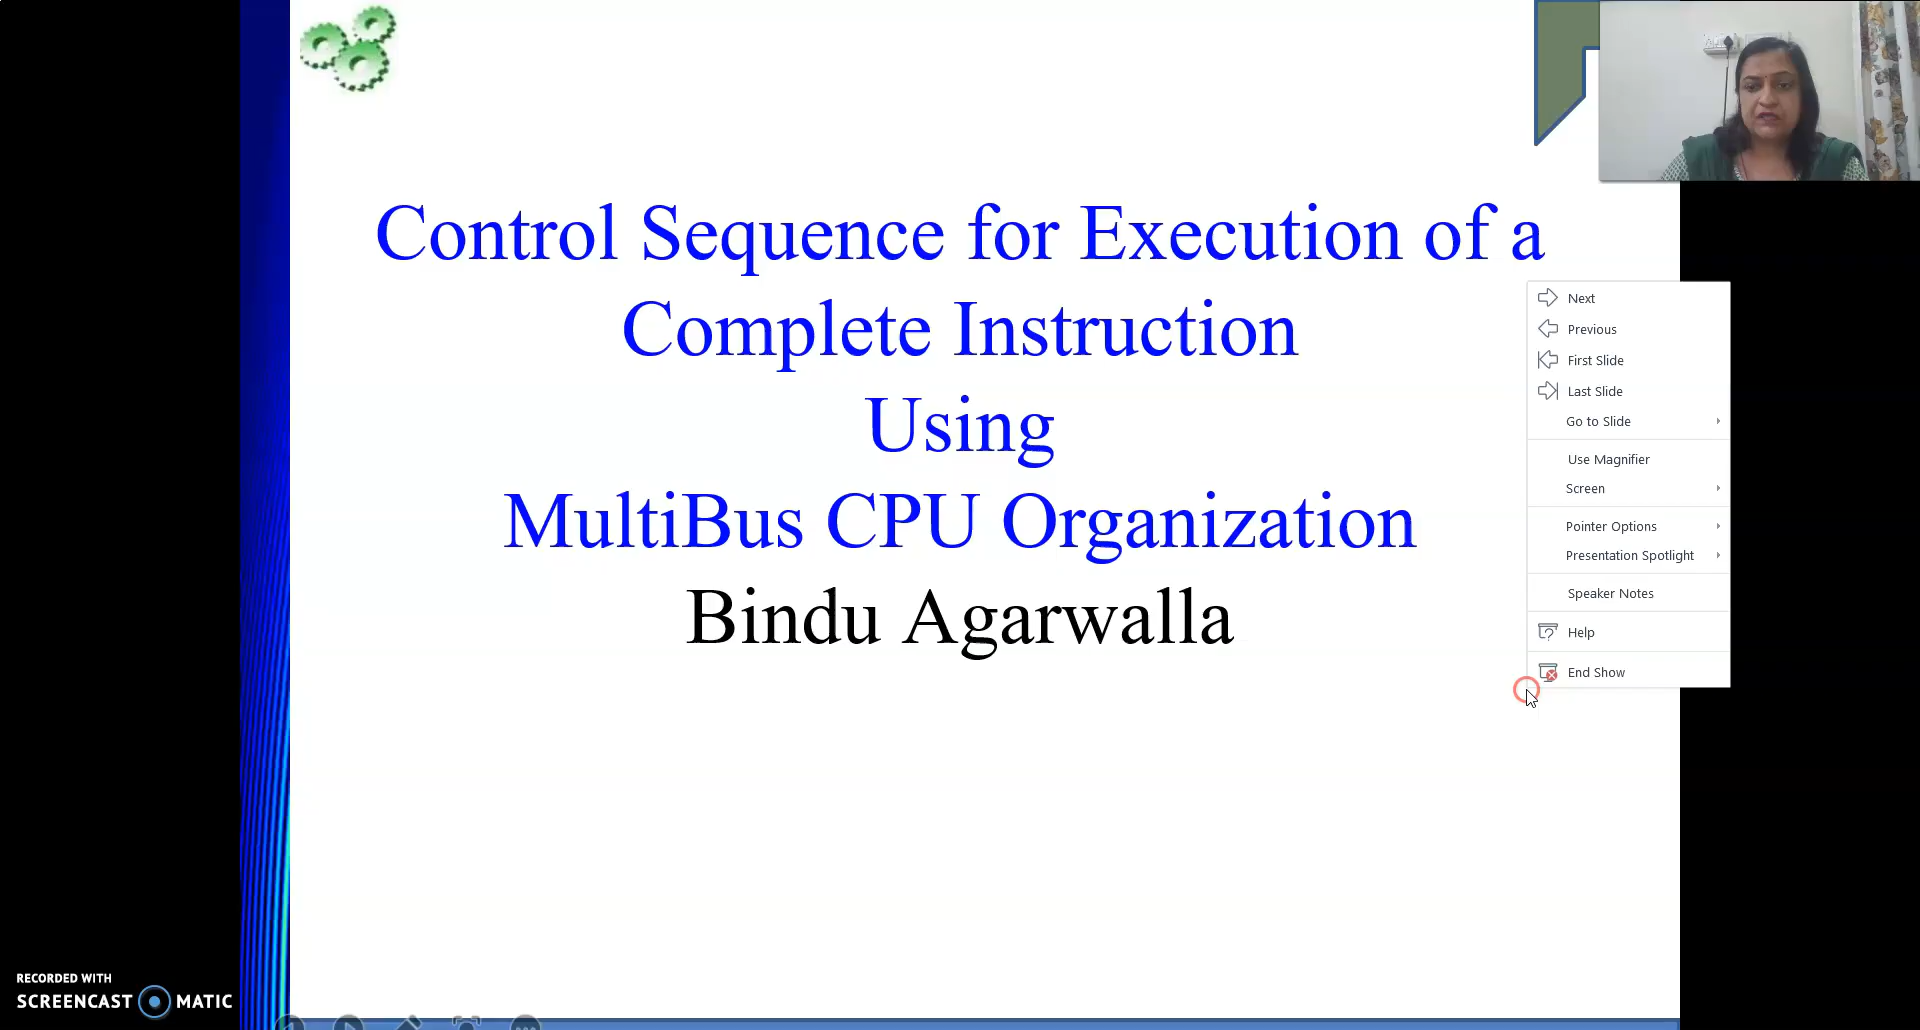 Control Sequence for Execution of a
Complete Instruction
Using
MultiBus CPU Organization
Bindu Agarwalla
Next
Previous
First Slide
Last Slide
Go to Slide
Use Magnifier
Screen
Pointer Options
Presentation Spotlight
Speaker Notes
Help
End Show
RECORDED WITH
SCREENCAST MATIC